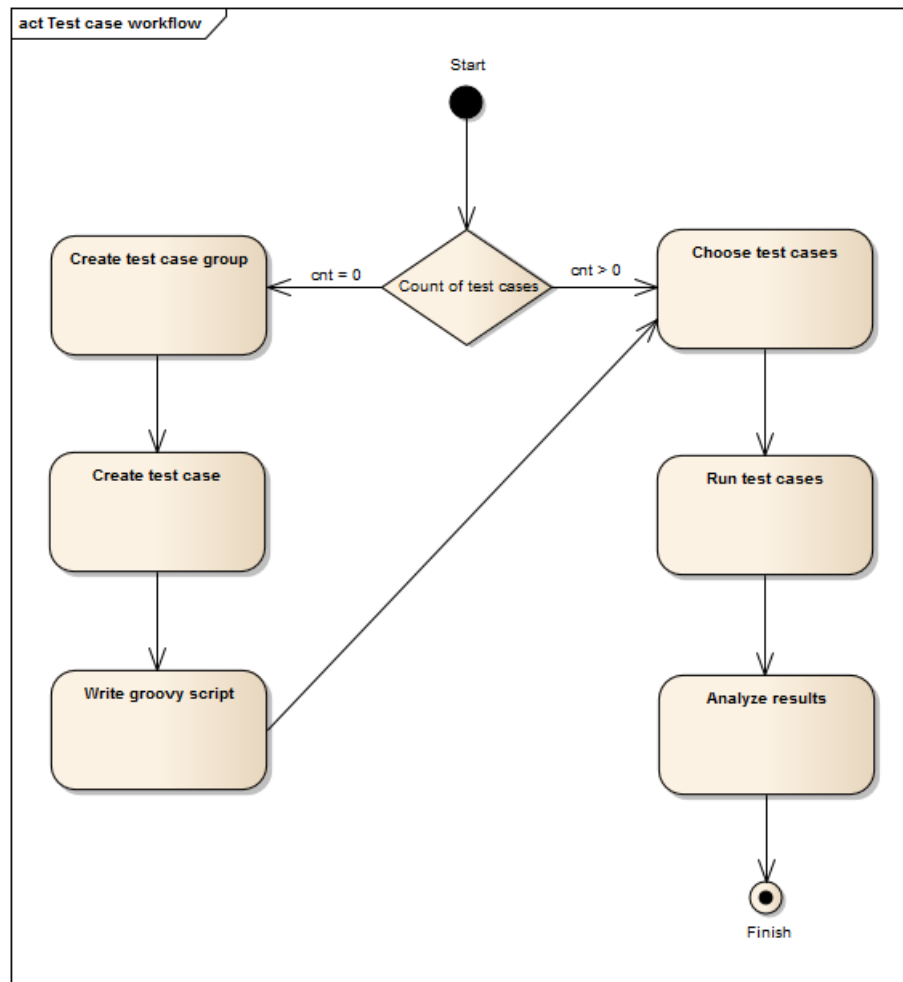 act Test case workflow
Start
Create test case group
cnt = 0
Count of test cases
cnt > 0
Choose test cases
Create test case
Run test cases
Write groovy script
Analyze results
Finish